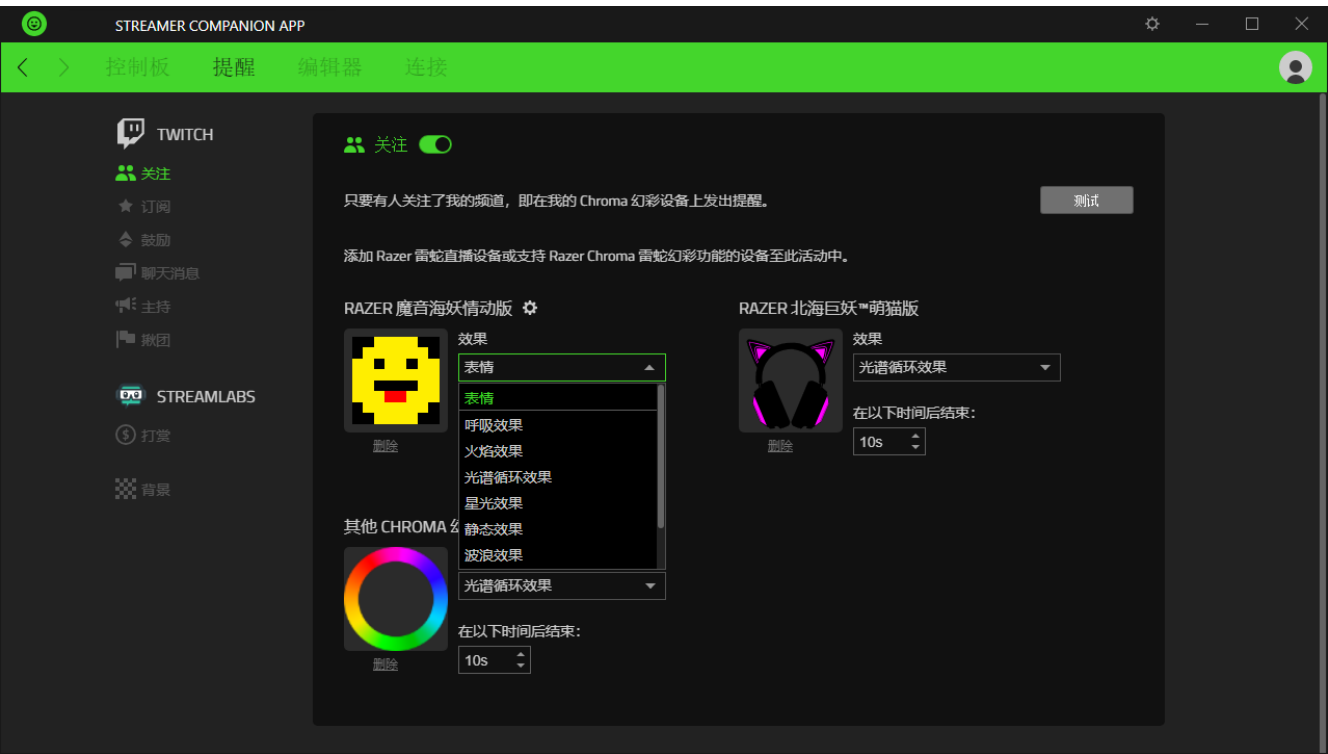 STREAMER COMPANION APP
控制板 提醒 编辑器 连接
TWITCH
关注
订阅
鼓励
聊天消息
主持
揪团
STREAMLABS
打赏
背景
关注
只要有人关注了我的频道，即在我的 Chroma 幻彩设备上发出提醒。
测试
添加 Razer 雷蛇直播设备或支持 Razer Chroma 雷蛇幻彩功能的设备至此活动中。
RAZER 魔音海妖情动版
效果
表情
表情
呼吸效果
火焰效果
光谱循环效果
星光效果
静态效果
波浪效果
删除
RAZER 北海巨妖™萌猫版
效果
光谱循环效果
在以下时间后结束：
10s
删除
其他 CHROMA
光谱循环效果
在以下时间后结束：
10s
删除